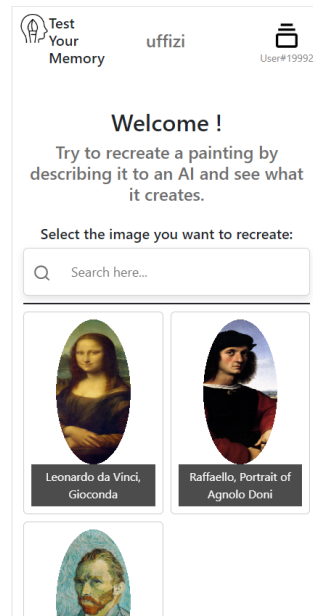 Test
Your
Memory
uffizi
User#19992
Welcome !
Try to recreate a painting by
describing it to an AI and see what
it creates.
Select the image you want to recreate:
Search here...
Leonardo da Vinci,
Gioconda
Raffaello, Portrait of
Agnolo Doni